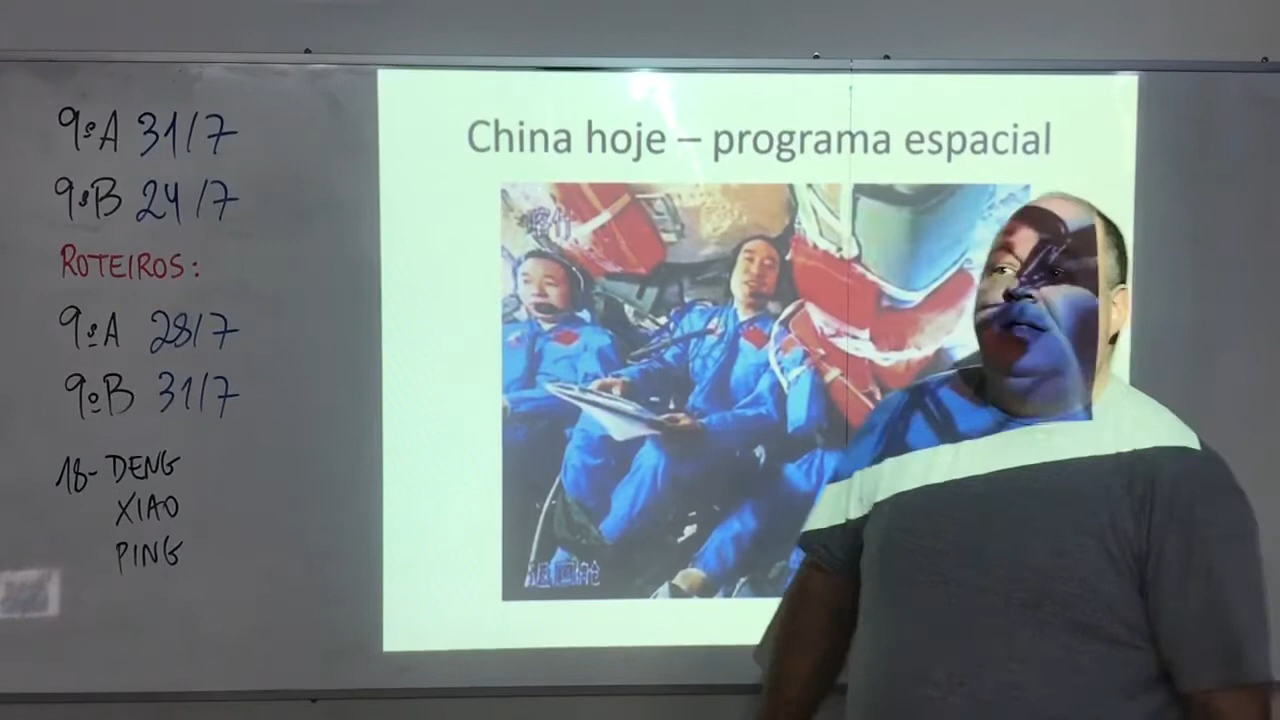 9ºA 31/7
9ºB 24/7
ROTEIROS:
9ºA 28/7
9ºB 31/7
18- DENG
XIAO
PING
China hoje – programa espacial